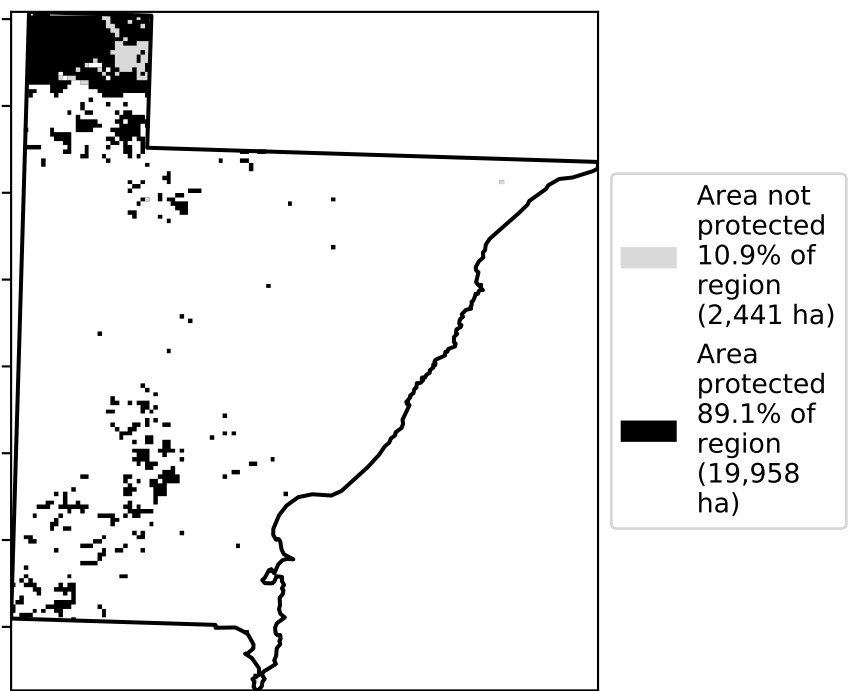 Area not
protected
10.9% of
region
(2,441 ha)
Area
protected
89.1% of
region
(19,958
ha)